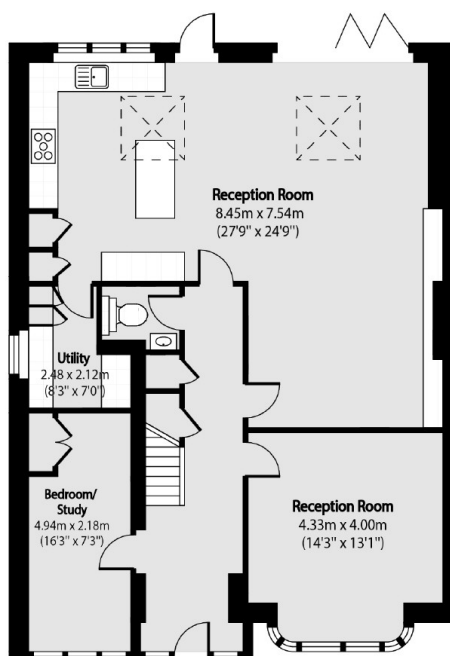 Reception Room
8.45m x 7.54m
(27'9" x 24'9")
Utility
2.48 x 2.12m
(8'3" x 7'0")
Bedroom/
Study
4.94m x 2.18m
(16'3" x 7'3")
Reception Room
4.33m x 4.00m
(14'3" x 13'1")